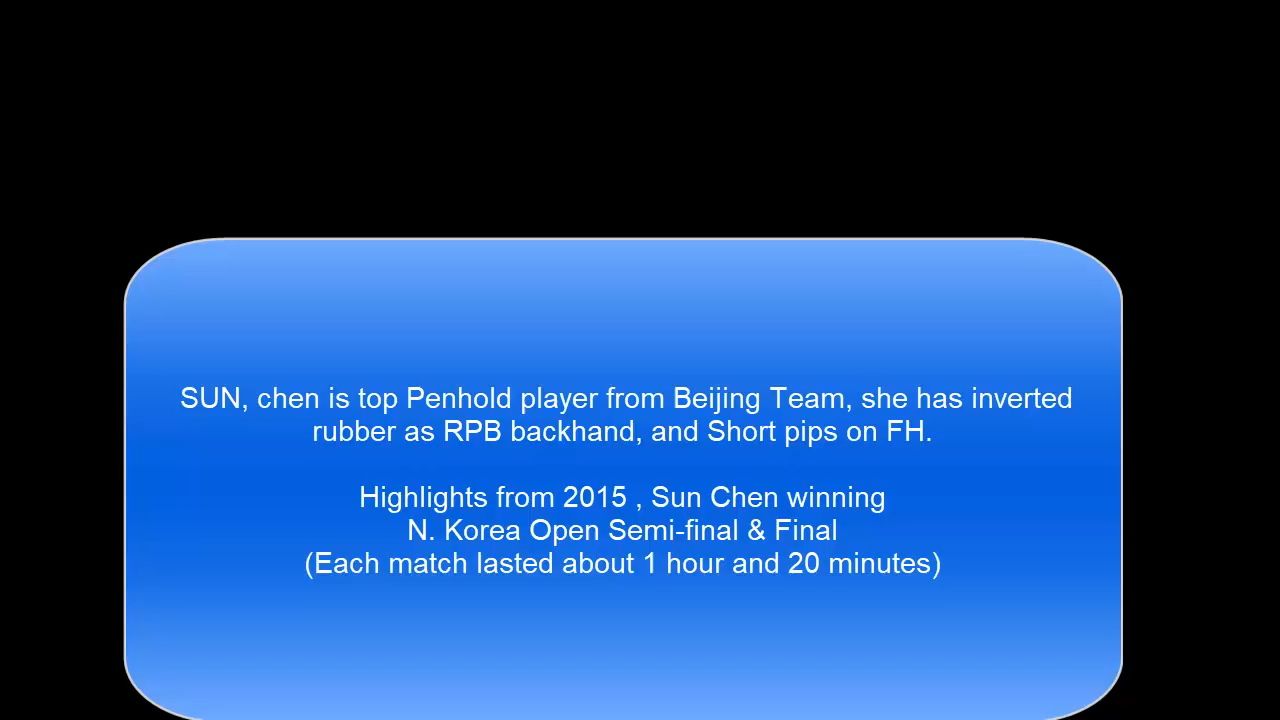 SUN, chen is top Penhold player from Beijing Team, she has inverted
rubber as RPB backhand, and Short pips on FH.
Highlights from 2015 , Sun Chen winning
N. Korea Open Semi-final & Final
(Each match lasted about 1 hour and 20 minutes)